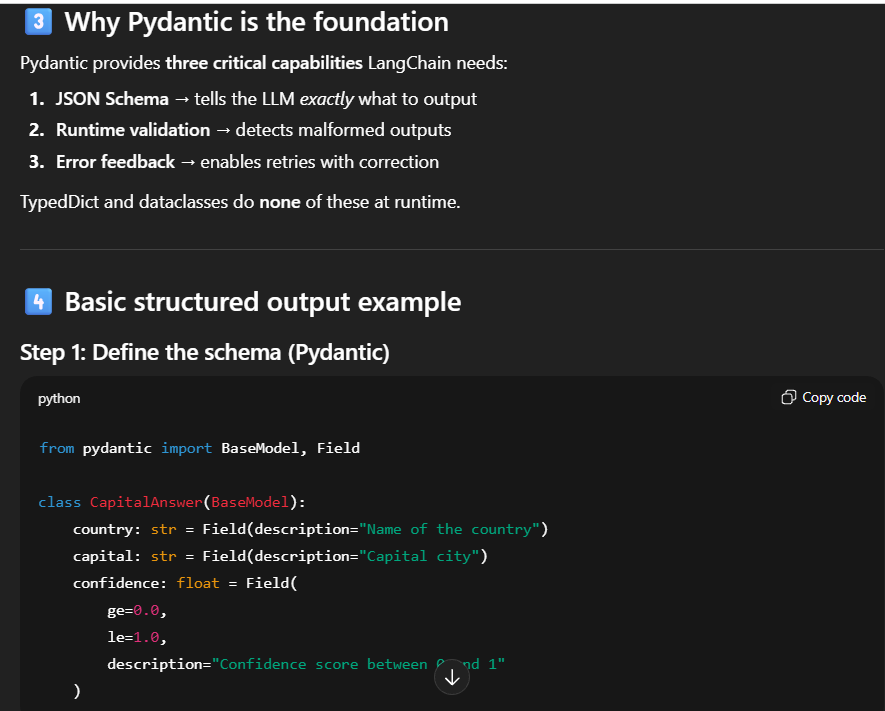 3 Why Pydantic is the foundation
Pydantic provides three critical capabilities LangChain needs:
1. JSON Schema → tells the LLM exactly what to output
2. Runtime validation → detects malformed outputs
3. Error feedback → enables retries with correction
TypedDict and dataclasses do none of these at runtime.
4 Basic structured output example
Step 1: Define the schema (Pydantic)
python
Copy code
from pydantic import BaseModel, Field
class CapitalAnswer(BaseModel):
    country: str = Field(description="Name of the country")
    capital: str = Field(description="Capital city")
    confidence: float = Field(
        ge=0.0,
        le=1.0,
        description="Confidence score between 0 and 1"
    )